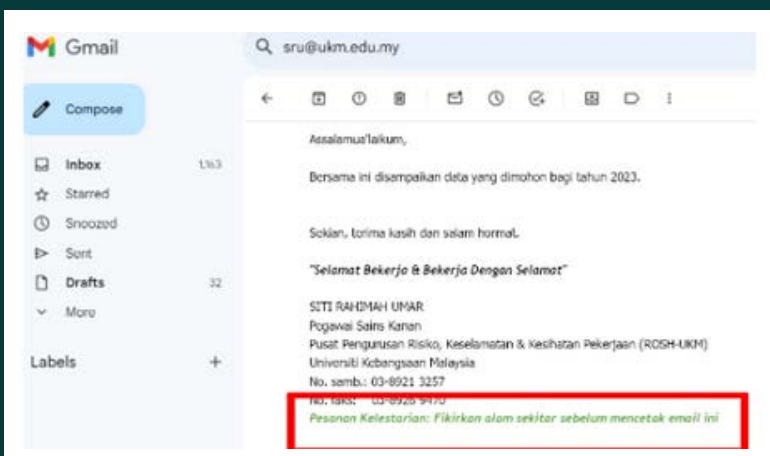 Gmail
sru@ukm.edu.my
Compose
Assalamua'laikum,
Inbox 1,163
Bersama ini disampaikan data yang dimohon bagi tahun 2023.
Starred
Snoozed
Sekian, terima kasih dan salam hormat.
Sent
"Selamat Bekerja & Bekerja Dengan Selamat"
Drafts 32
More
SITI RAHIMAH UMAR
Pegawai Sains Kanan
Pusat Pengurusan Risiko, Keselamatan & Kesihatan Pekerjaan (ROSH-UKM)
Labels +
Universiti Kebangsaan Malaysia
No. samb.: 03-8921 3257
No. faks: 03-8926 9470
Pesanan Kelestarian: Fikirkan alam sekitar sebelum mencetak email ini